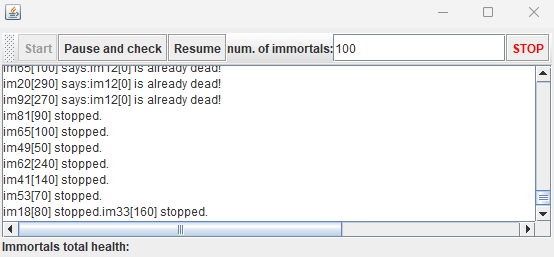 Start Pause and check Resume num. of immortals: 100 STOP
im65[100] says:im12[0] is already dead!
im20[290] says:im12[0] is already dead!
im92[270] says:im12[0] is already dead!
im81[90] stopped.
im65[100] stopped.
im49[50] stopped.
im62[240] stopped.
im41[140] stopped.
im53[70] stopped.
im18[80] stopped.im33[160] stopped.
Immortals total health: